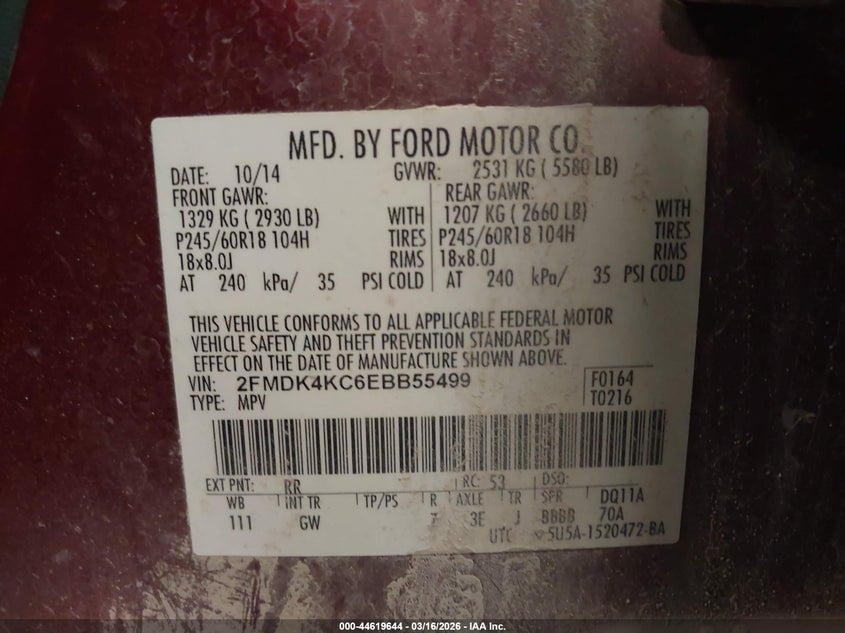 MFD. BY FORD MOTOR CO.
DATE: 10/14 GVWR: 2531 KG ( 5580 LB)
FRONT GAWR: REAR GAWR:
1329 KG ( 2930 LB) WITH 1207 KG ( 2660 LB) WITH
P245/60R18 104H TIRES P245/60R18 104H TIRES
18x8.0J RIMS 18x8.0J RIMS
AT 240 kPa/ 35 PSI COLD AT 240 kPa/ 35 PSI COLD
THIS VEHICLE CONFORMS TO ALL APPLICABLE FEDERAL MOTOR
VEHICLE SAFETY AND THEFT PREVENTION STANDARDS IN
EFFECT ON THE DATE OF MANUFACTURE SHOWN ABOVE.
VIN: 2FMDK4KC6EBB55499 F0164
TYPE: MPV T0216
EXT PNT: RR RC: 53 DSO:
WB INT TR TP/PS R AXLE TR SPR DQ11A
111 GW 3E J BBBB 70A
UTC 5U5A-1520472-BA
000-44619644 - 03/16/2026 - IAA Inc.